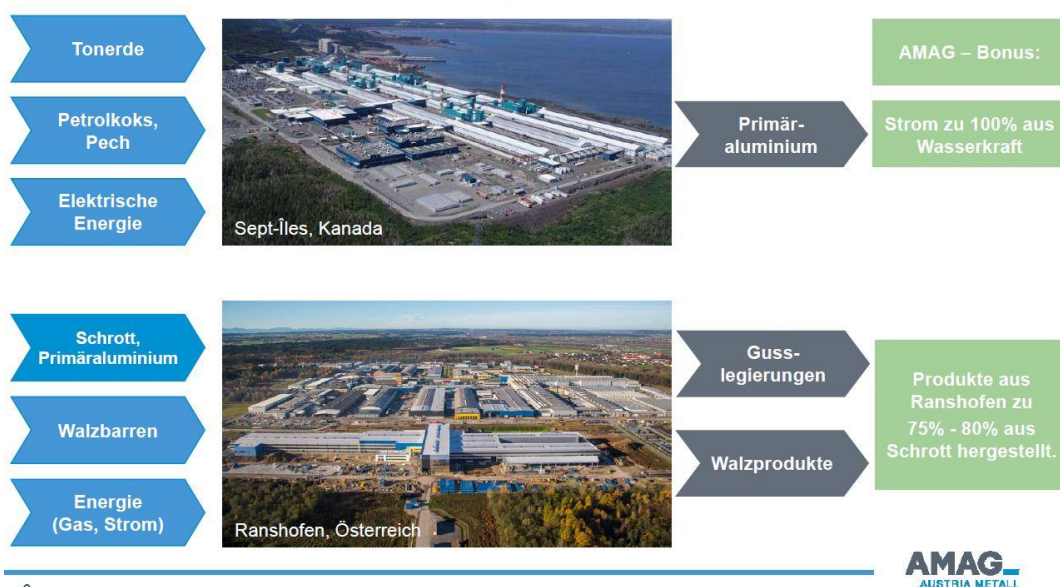 Tonerde
Petrolkoks,
Pech
Elektrische
Energie
Sept-Îles, Kanada
Primär-
aluminium
AMAG – Bonus:
Strom zu 100% aus
Wasserkraft
Schrott,
Primäraluminium
Walzbarren
Energie
(Gas, Strom)
Ranshofen, Österreich
Guss-
legierungen
Walzprodukte
Produkte aus
Ranshofen zu
75% - 80% aus
Schrott hergestellt.
AMAG
AUSTRIA METALL